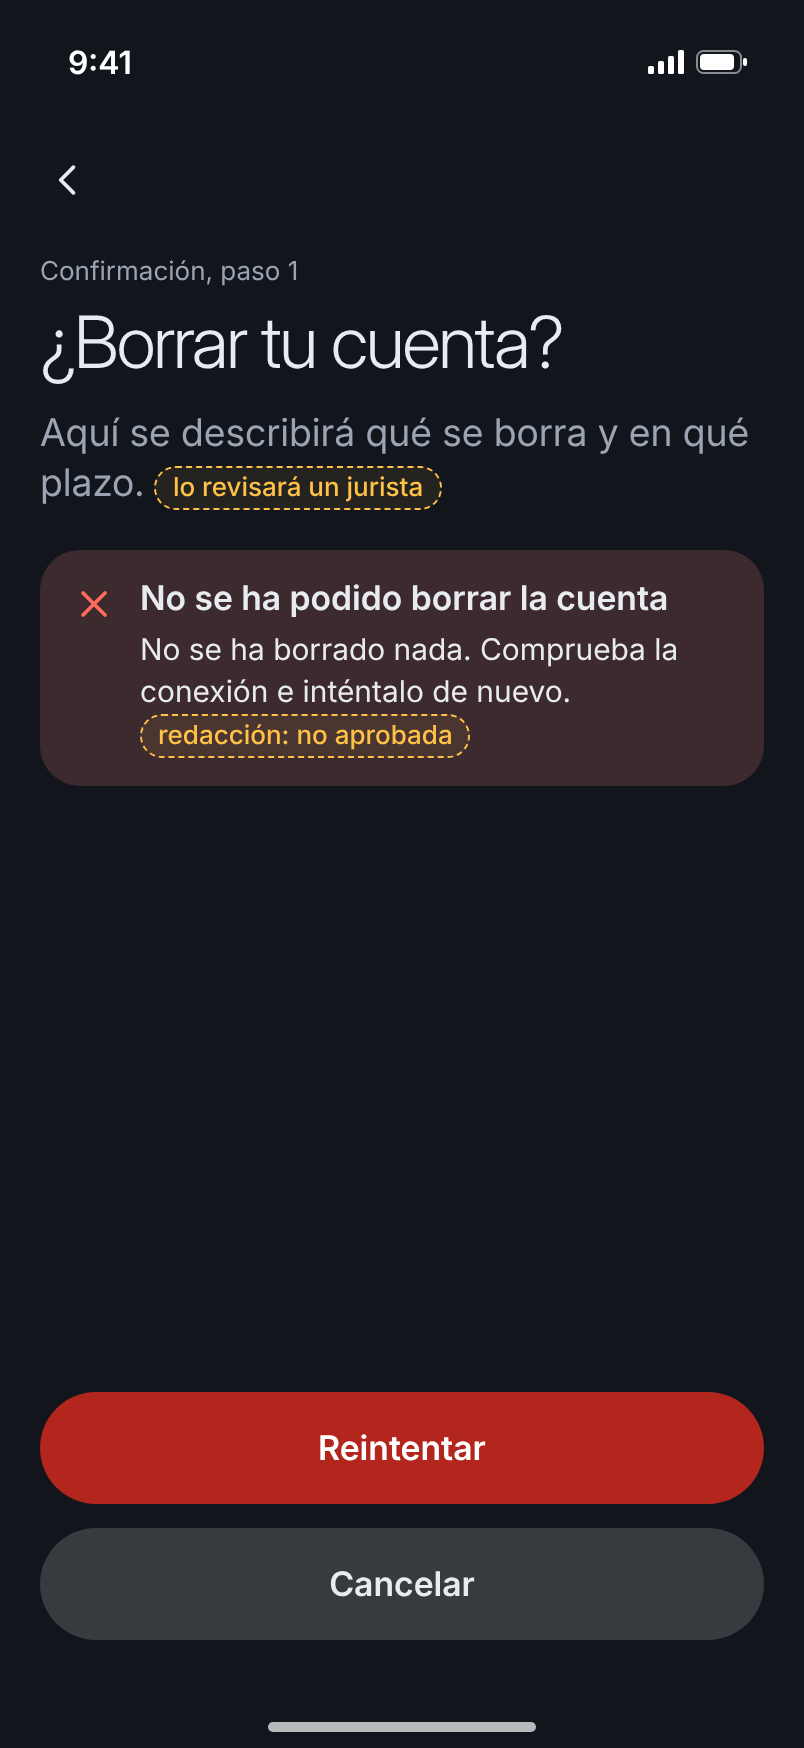 9:41
Confirmación, paso 1
¿Borrar tu cuenta?
Aquí se describirá qué se borra y en qué
plazo. lo revisará un jurista
No se ha podido borrar la cuenta
No se ha borrado nada. Comprueba la
conexión e inténtalo de nuevo.
redacción: no aprobada
Reintentar
Cancelar